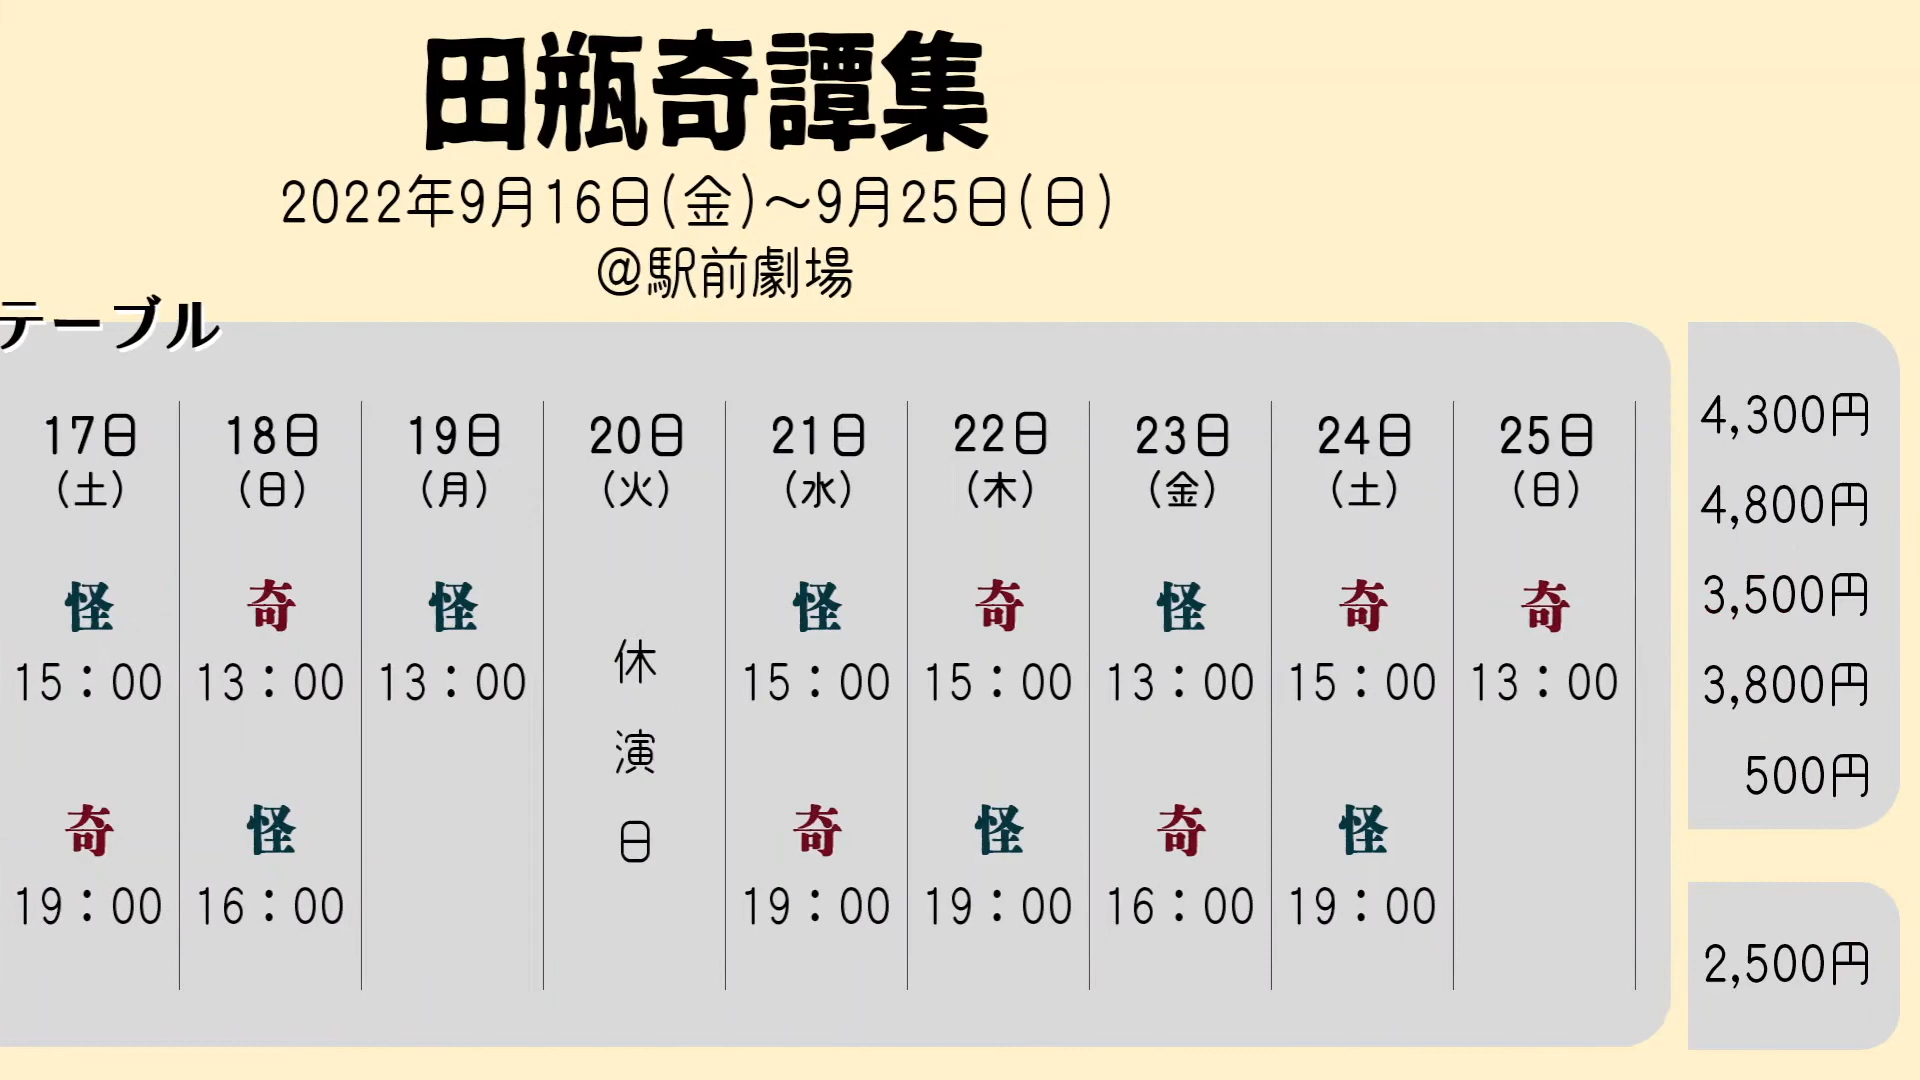 田瓶奇譚集
2022年9月16日(金)～9月25日(日)
@駅前劇場
テーブル
17日 18日 19日 20日 21日 22日 23日 24日 25日
(土) (日) (月) (火) (水) (木) (金) (土) (日)
怪 奇 怪 怪 奇 怪 奇 奇
15：00 13：00 13：00 15：00 15：00 13：00 15：00 13：00
休演日
奇 怪 奇 怪 奇 怪
19：00 16：00 19：00 19：00 16：00 19：00
4,300円
4,800円
3,500円
3,800円
500円
2,500円